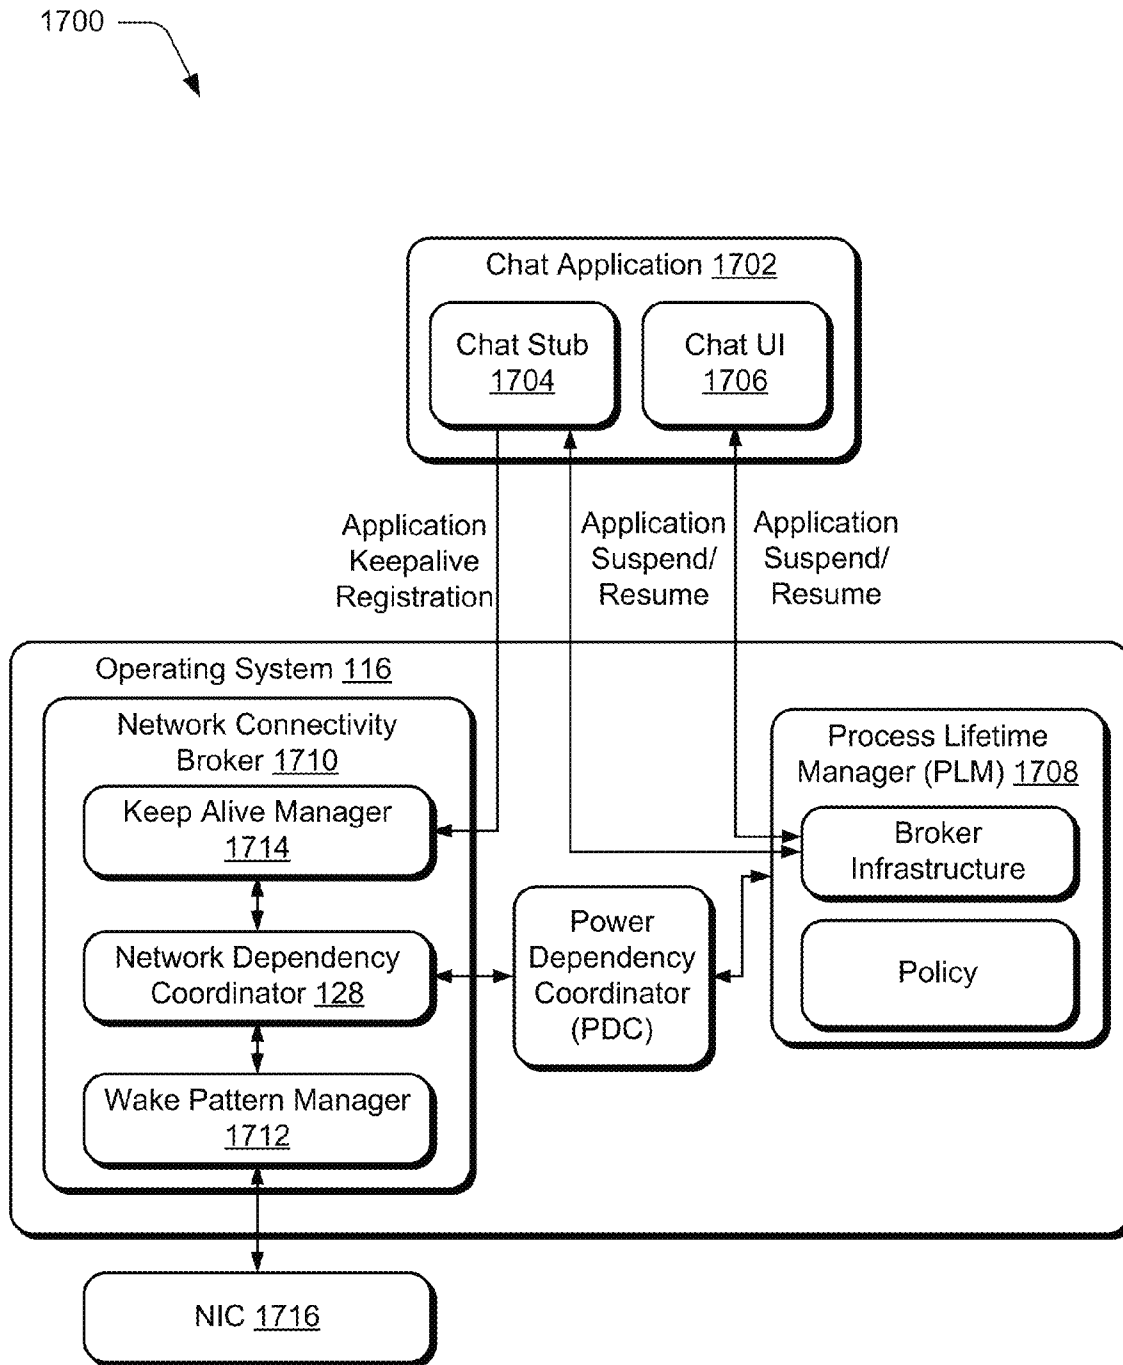 1700
Chat Application 1702
Chat Stub
1704
Chat UI
1706
Application
Keepalive
Registration
Application
Suspend/
Resume
Application
Suspend/
Resume
Operating System 116
Network Connectivity
Broker 1710
Keep Alive Manager
1714
Network Dependency
Coordinator 128
Wake Pattern Manager
1712
Power
Dependency
Coordinator
(PDC)
Process Lifetime
Manager (PLM) 1708
Broker
Infrastructure
Policy
NIC 1716